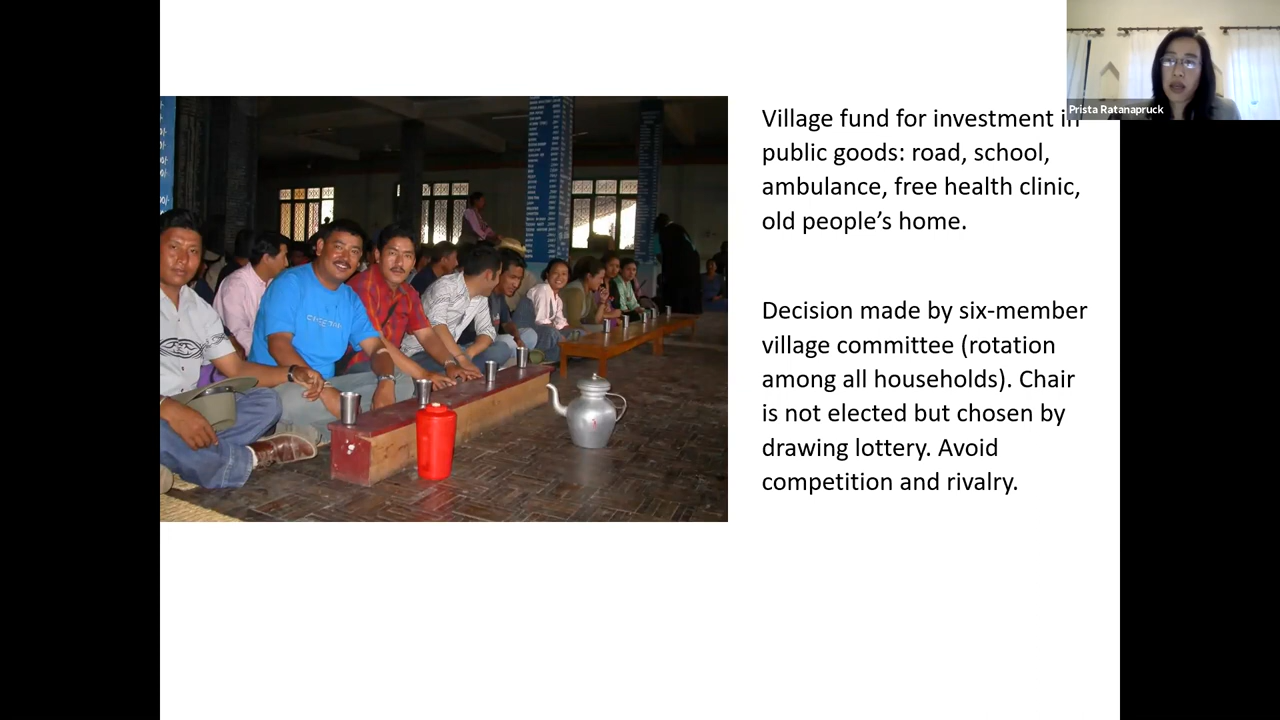 Prista Ratanapruck
Village fund for investment in
public goods: road, school,
ambulance, free health clinic,
old people's home.
Decision made by six-member
village committee (rotation
among all households). Chair
is not elected but chosen by
drawing lottery. Avoid
competition and rivalry.